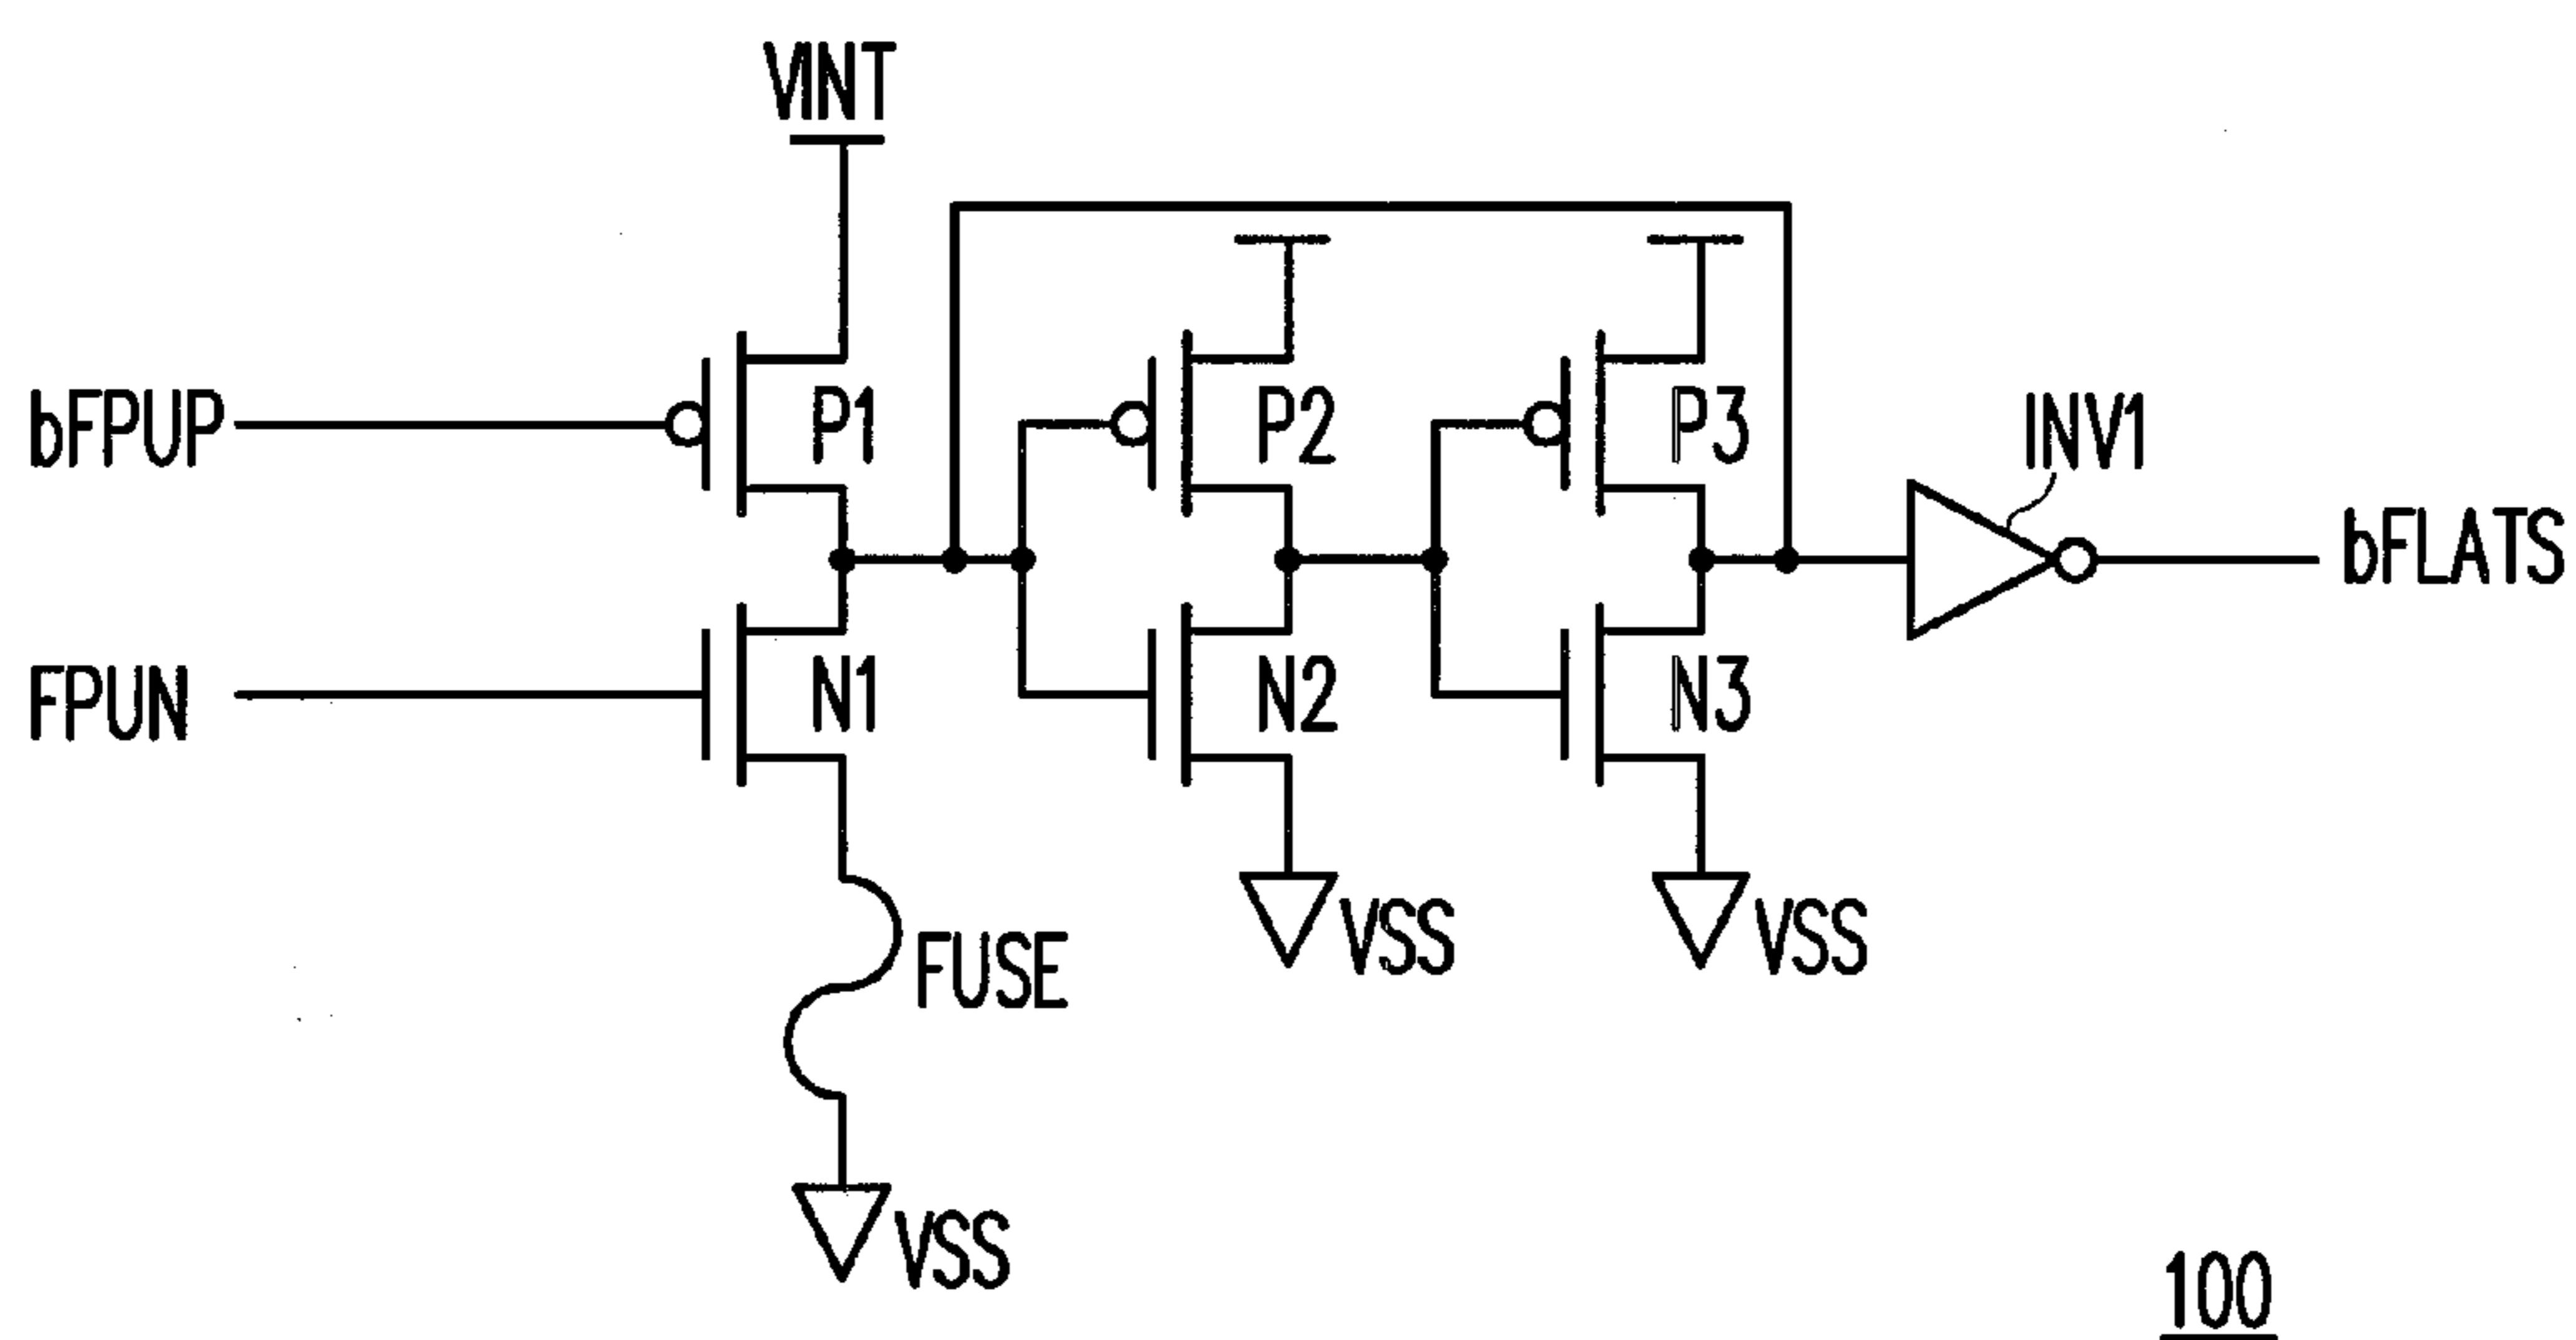 VINT
bFPUP
P1
P2
P3
INV1
bFLATS
FPUN
N1
N2
N3
FUSE
VSS
VSS
VSS
100